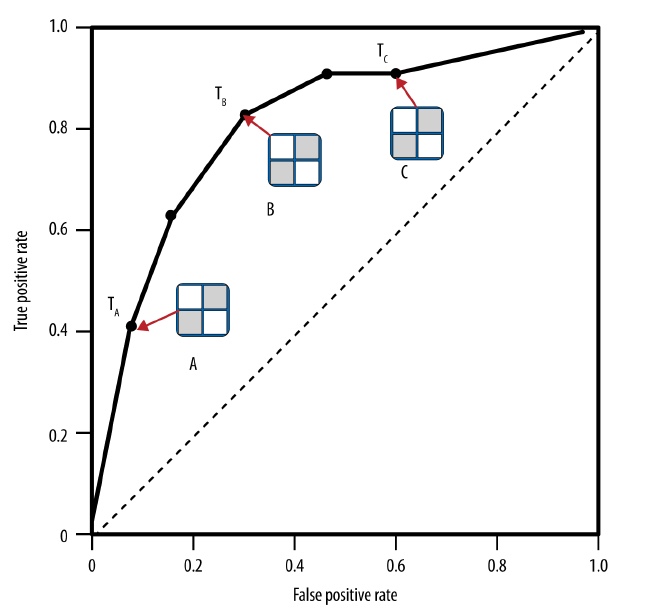 1.0
T_C
T_B
0.8
C
B
0.6
True positive rate
T_A
0.4
A
0.2
0
0 0.2 0.4 0.6 0.8 1.0
False positive rate